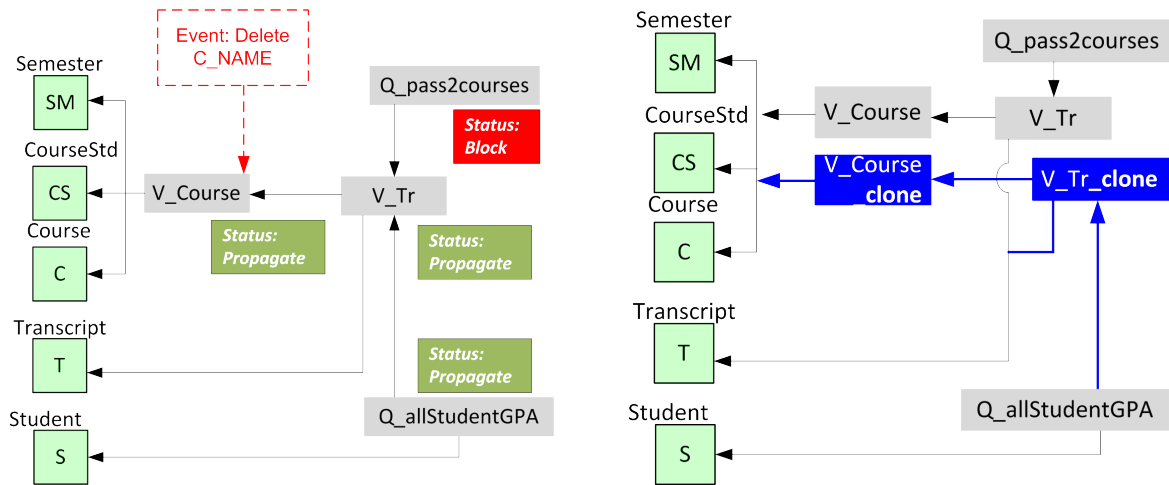 Event: Delete
C_NAME
Semester
SM
Q_pass2courses
Status:
Block
CourseStd
CS
V_Course
V_Tr
Status:
Propagate
Status:
Propagate
Course
C
Transcript
T
Status:
Propagate
Q_allStudentGPA
Student
S
Semester
SM
Q_pass2courses
V_Course
V_Tr
CourseStd
CS
V_Course
_clone
V_Tr_clone
Course
C
Transcript
T
Q_allStudentGPA
Student
S